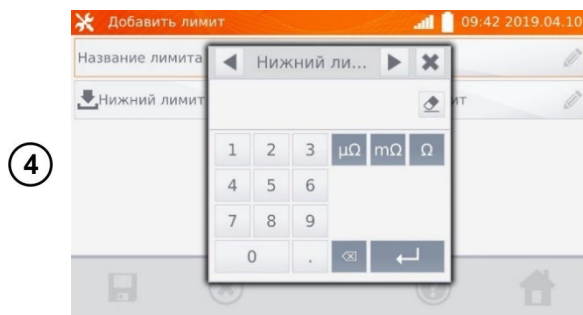 Добавить лимит 09:42 2019.04.10
Название лимита
Нижний ли...
Нижний лимит ит
④
1 2 3 µΩ mΩ Ω
4 5 6
7 8 9
0 .